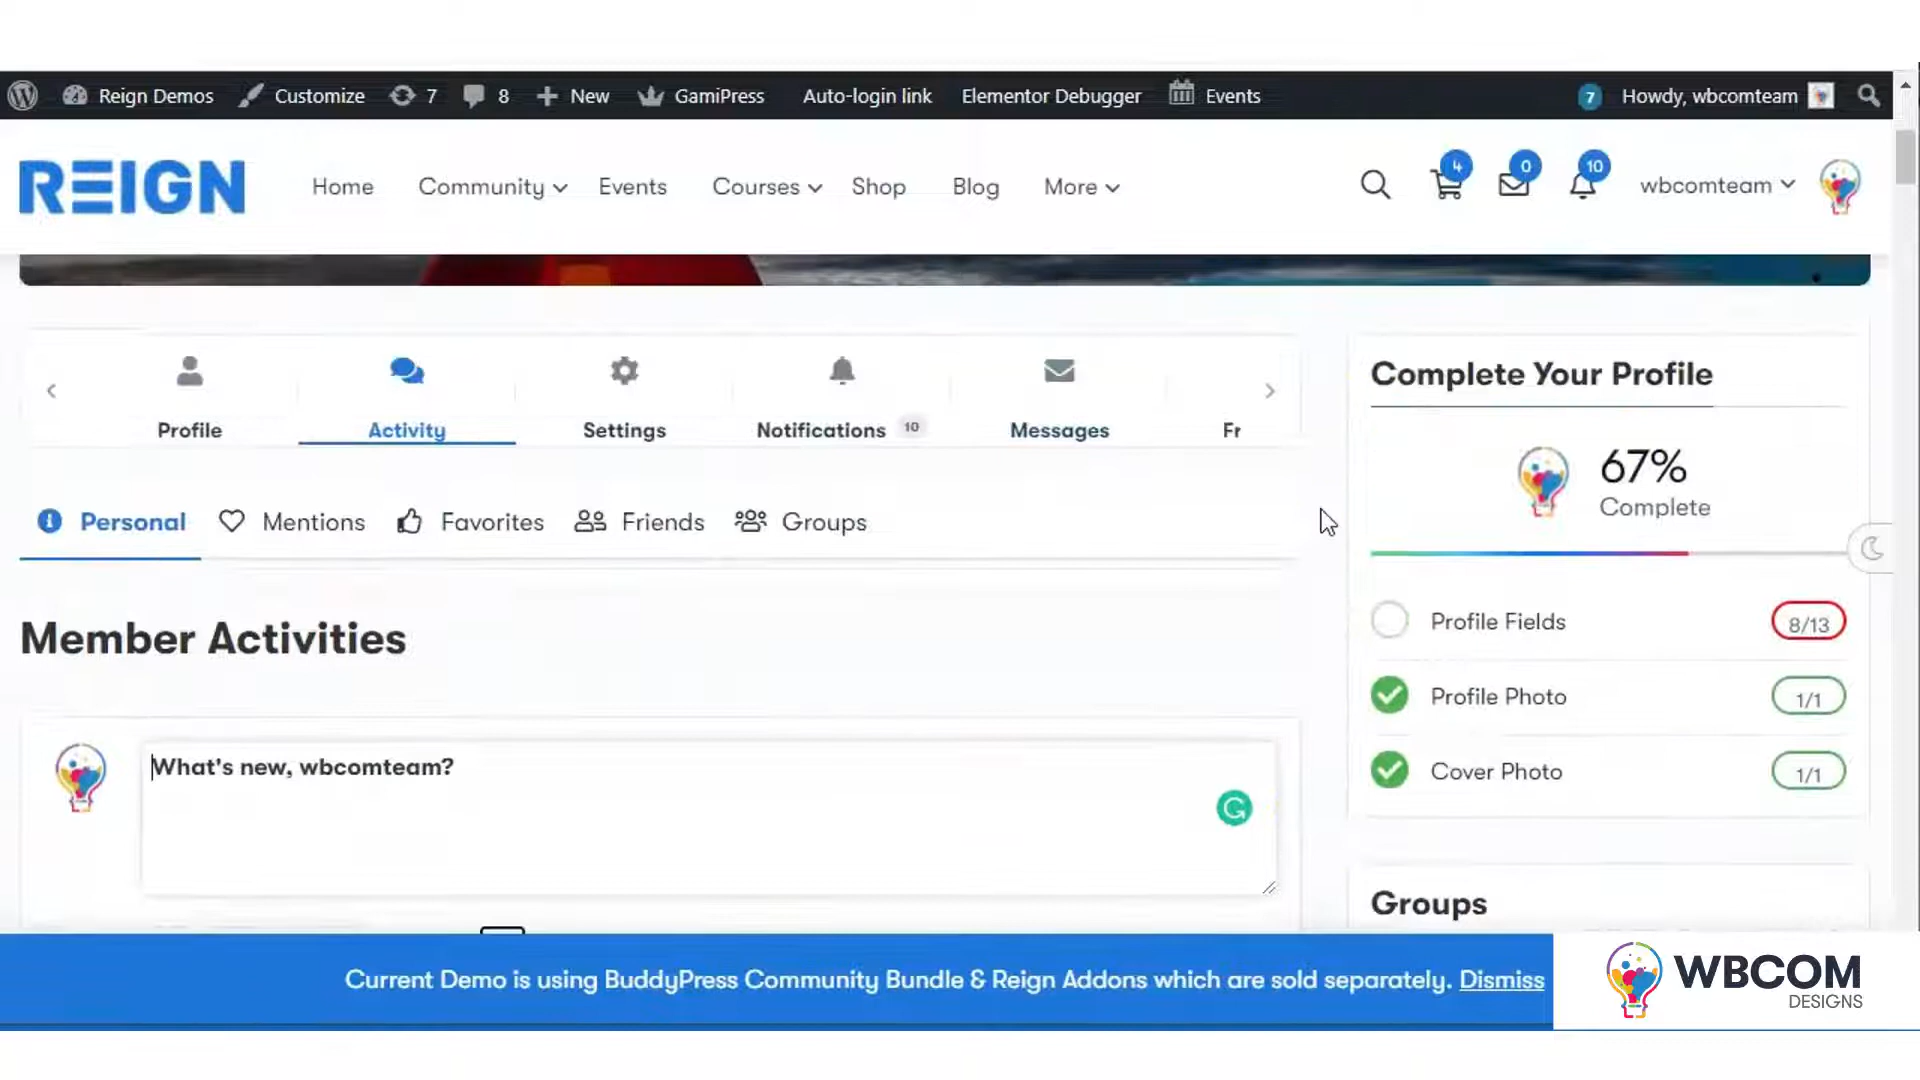 Reign Demos Customize 7 8 New GamiPress Auto-login link Elementor Debugger Events 7 Howdy, wbcomteam
REIGN Home Community Events Courses Shop Blog More 4 0 10 wbcomteam
Profile Activity Settings Notifications 10 Messages Fr
Complete Your Profile
67%
Complete
Personal Mentions Favorites Friends Groups
Profile Fields 8/13
Member Activities
Profile Photo 1/1
What's new, wbcomteam?
Cover Photo 1/1
Groups
Current Demo is using BuddyPress Community Bundle & Reign Addons which are sold separately. Dismiss
WBCOM
DESIGNS